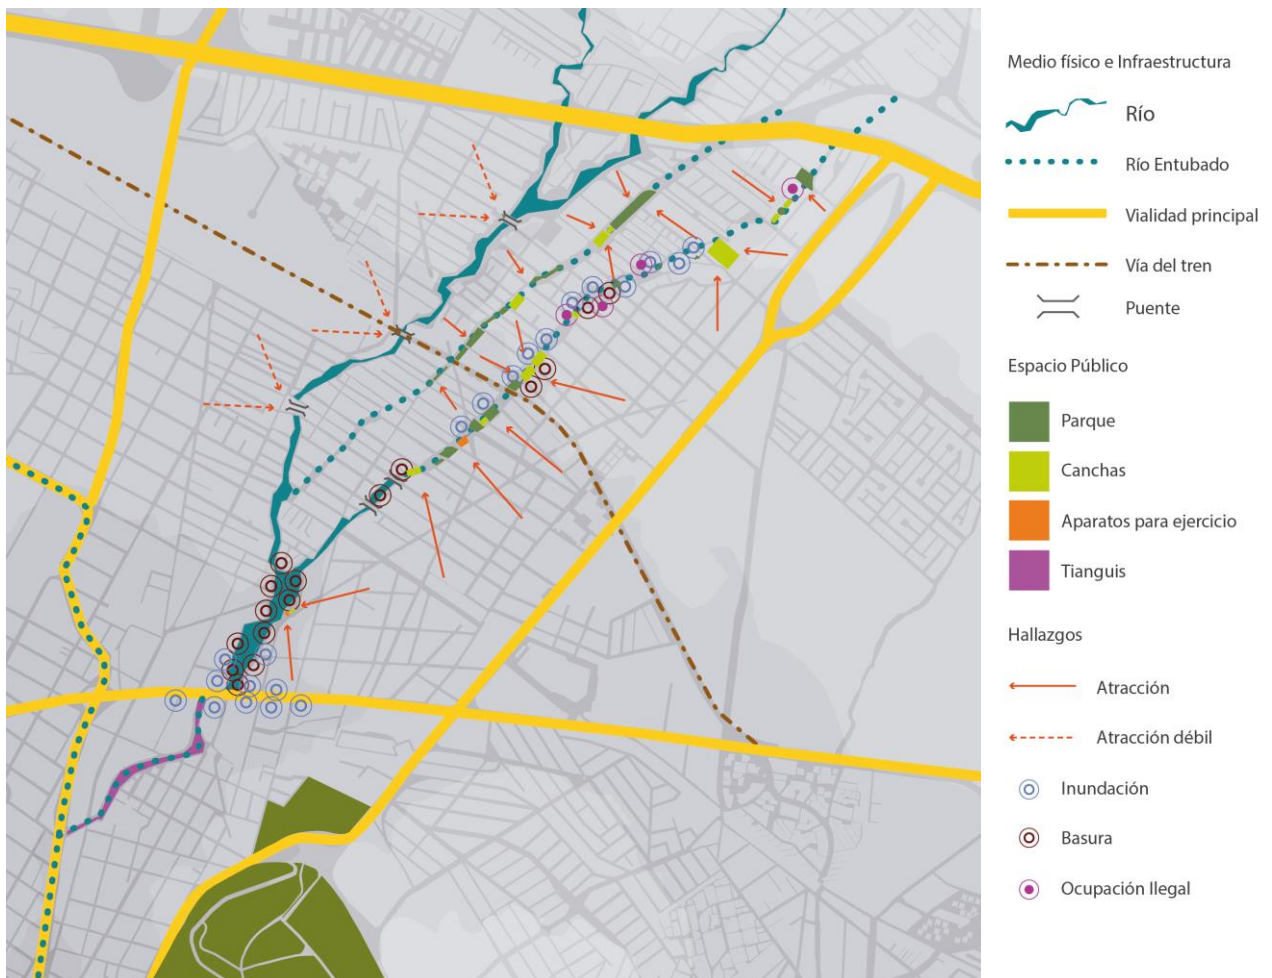 Medio físico e Infraestructura
Río
Río Entubado
Vialidad principal
Vía del tren
Puente
Espacio Público
Parque
Canchas
Aparatos para ejercicio
Tianguis
Hallazgos
Atracción
Atracción débil
Inundación
Basura
Ocupación Ilegal